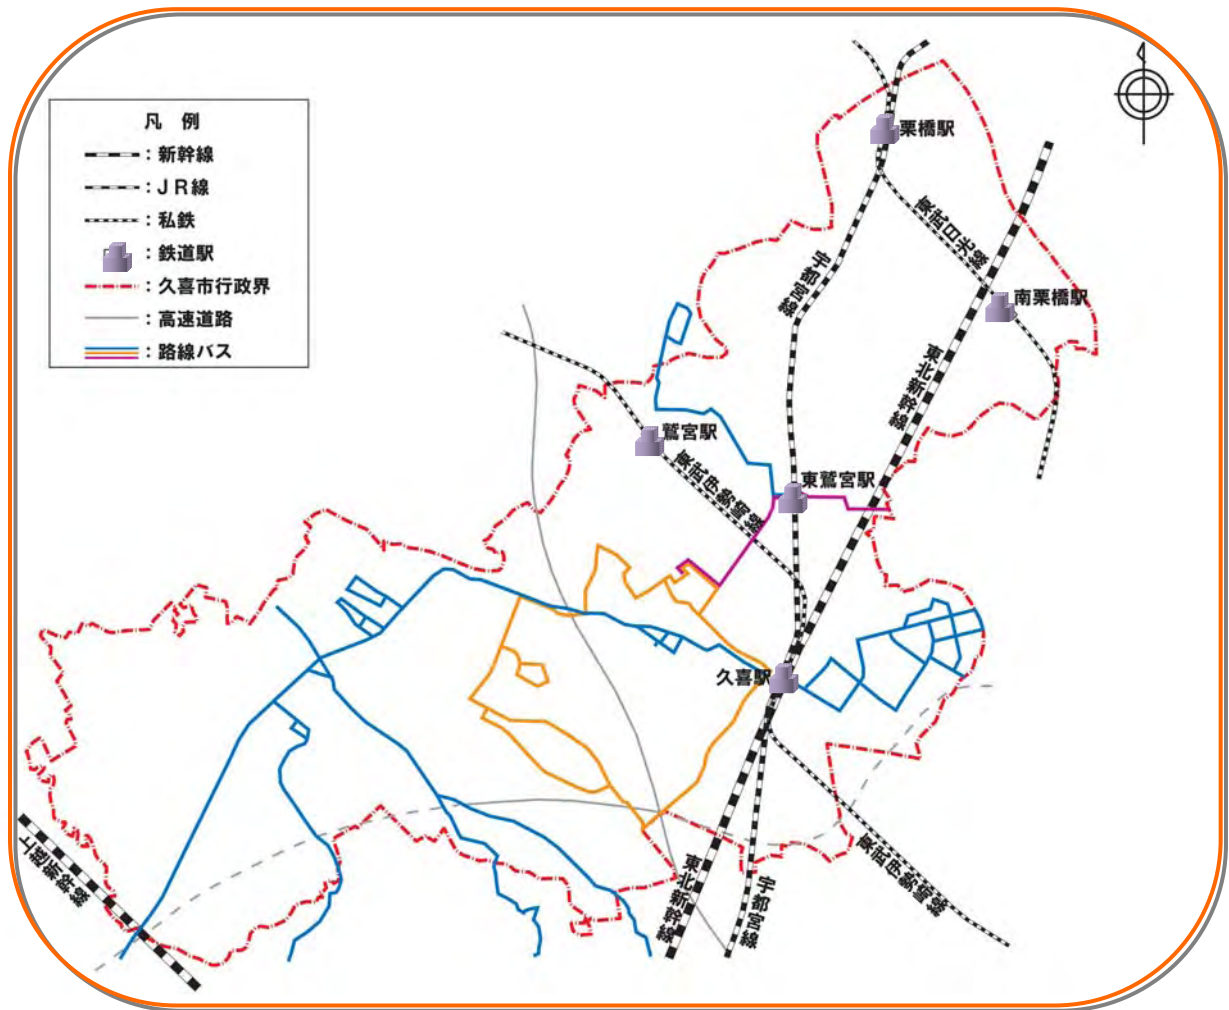 凡 例
：新幹線
：ＪＲ線
：私鉄
：鉄道駅
：久喜市行政界
：高速道路
：路線バス
栗橋駅
東武日光線
宇都宮線
南栗橋駅
東北新幹線
鷲宮駅
東武伊勢崎線
東鷲宮駅
久喜駅
上越新幹線
東北新幹線
宇都宮線
東武伊勢崎線